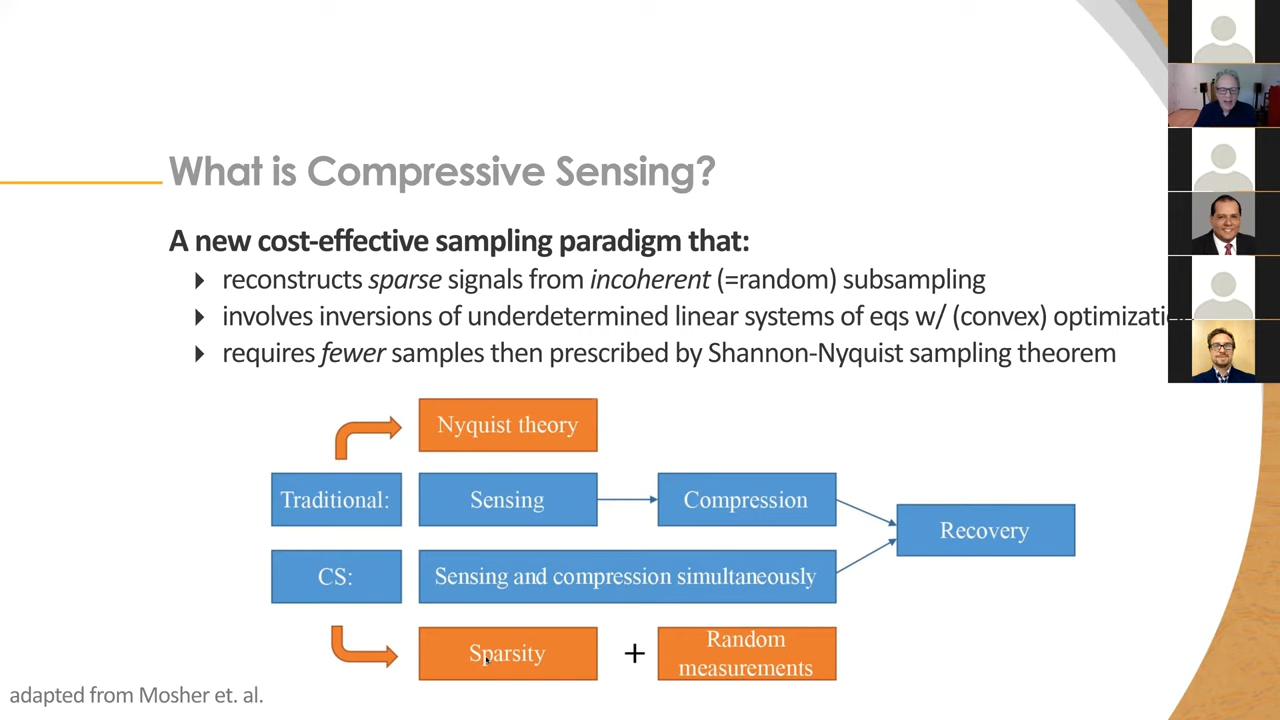 What is Compressive Sensing?
A new cost-effective sampling paradigm that:
reconstructs sparse signals from incoherent (=random) subsampling
involves inversions of underdetermined linear systems of eqs w/ (convex) optimizati
requires fewer samples then prescribed by Shannon-Nyquist sampling theorem
Nyquist theory
Traditional:
Sensing
Compression
Recovery
CS:
Sensing and compression simultaneously
Sparsity
+
Random
measurements
adapted from Mosher et. al.